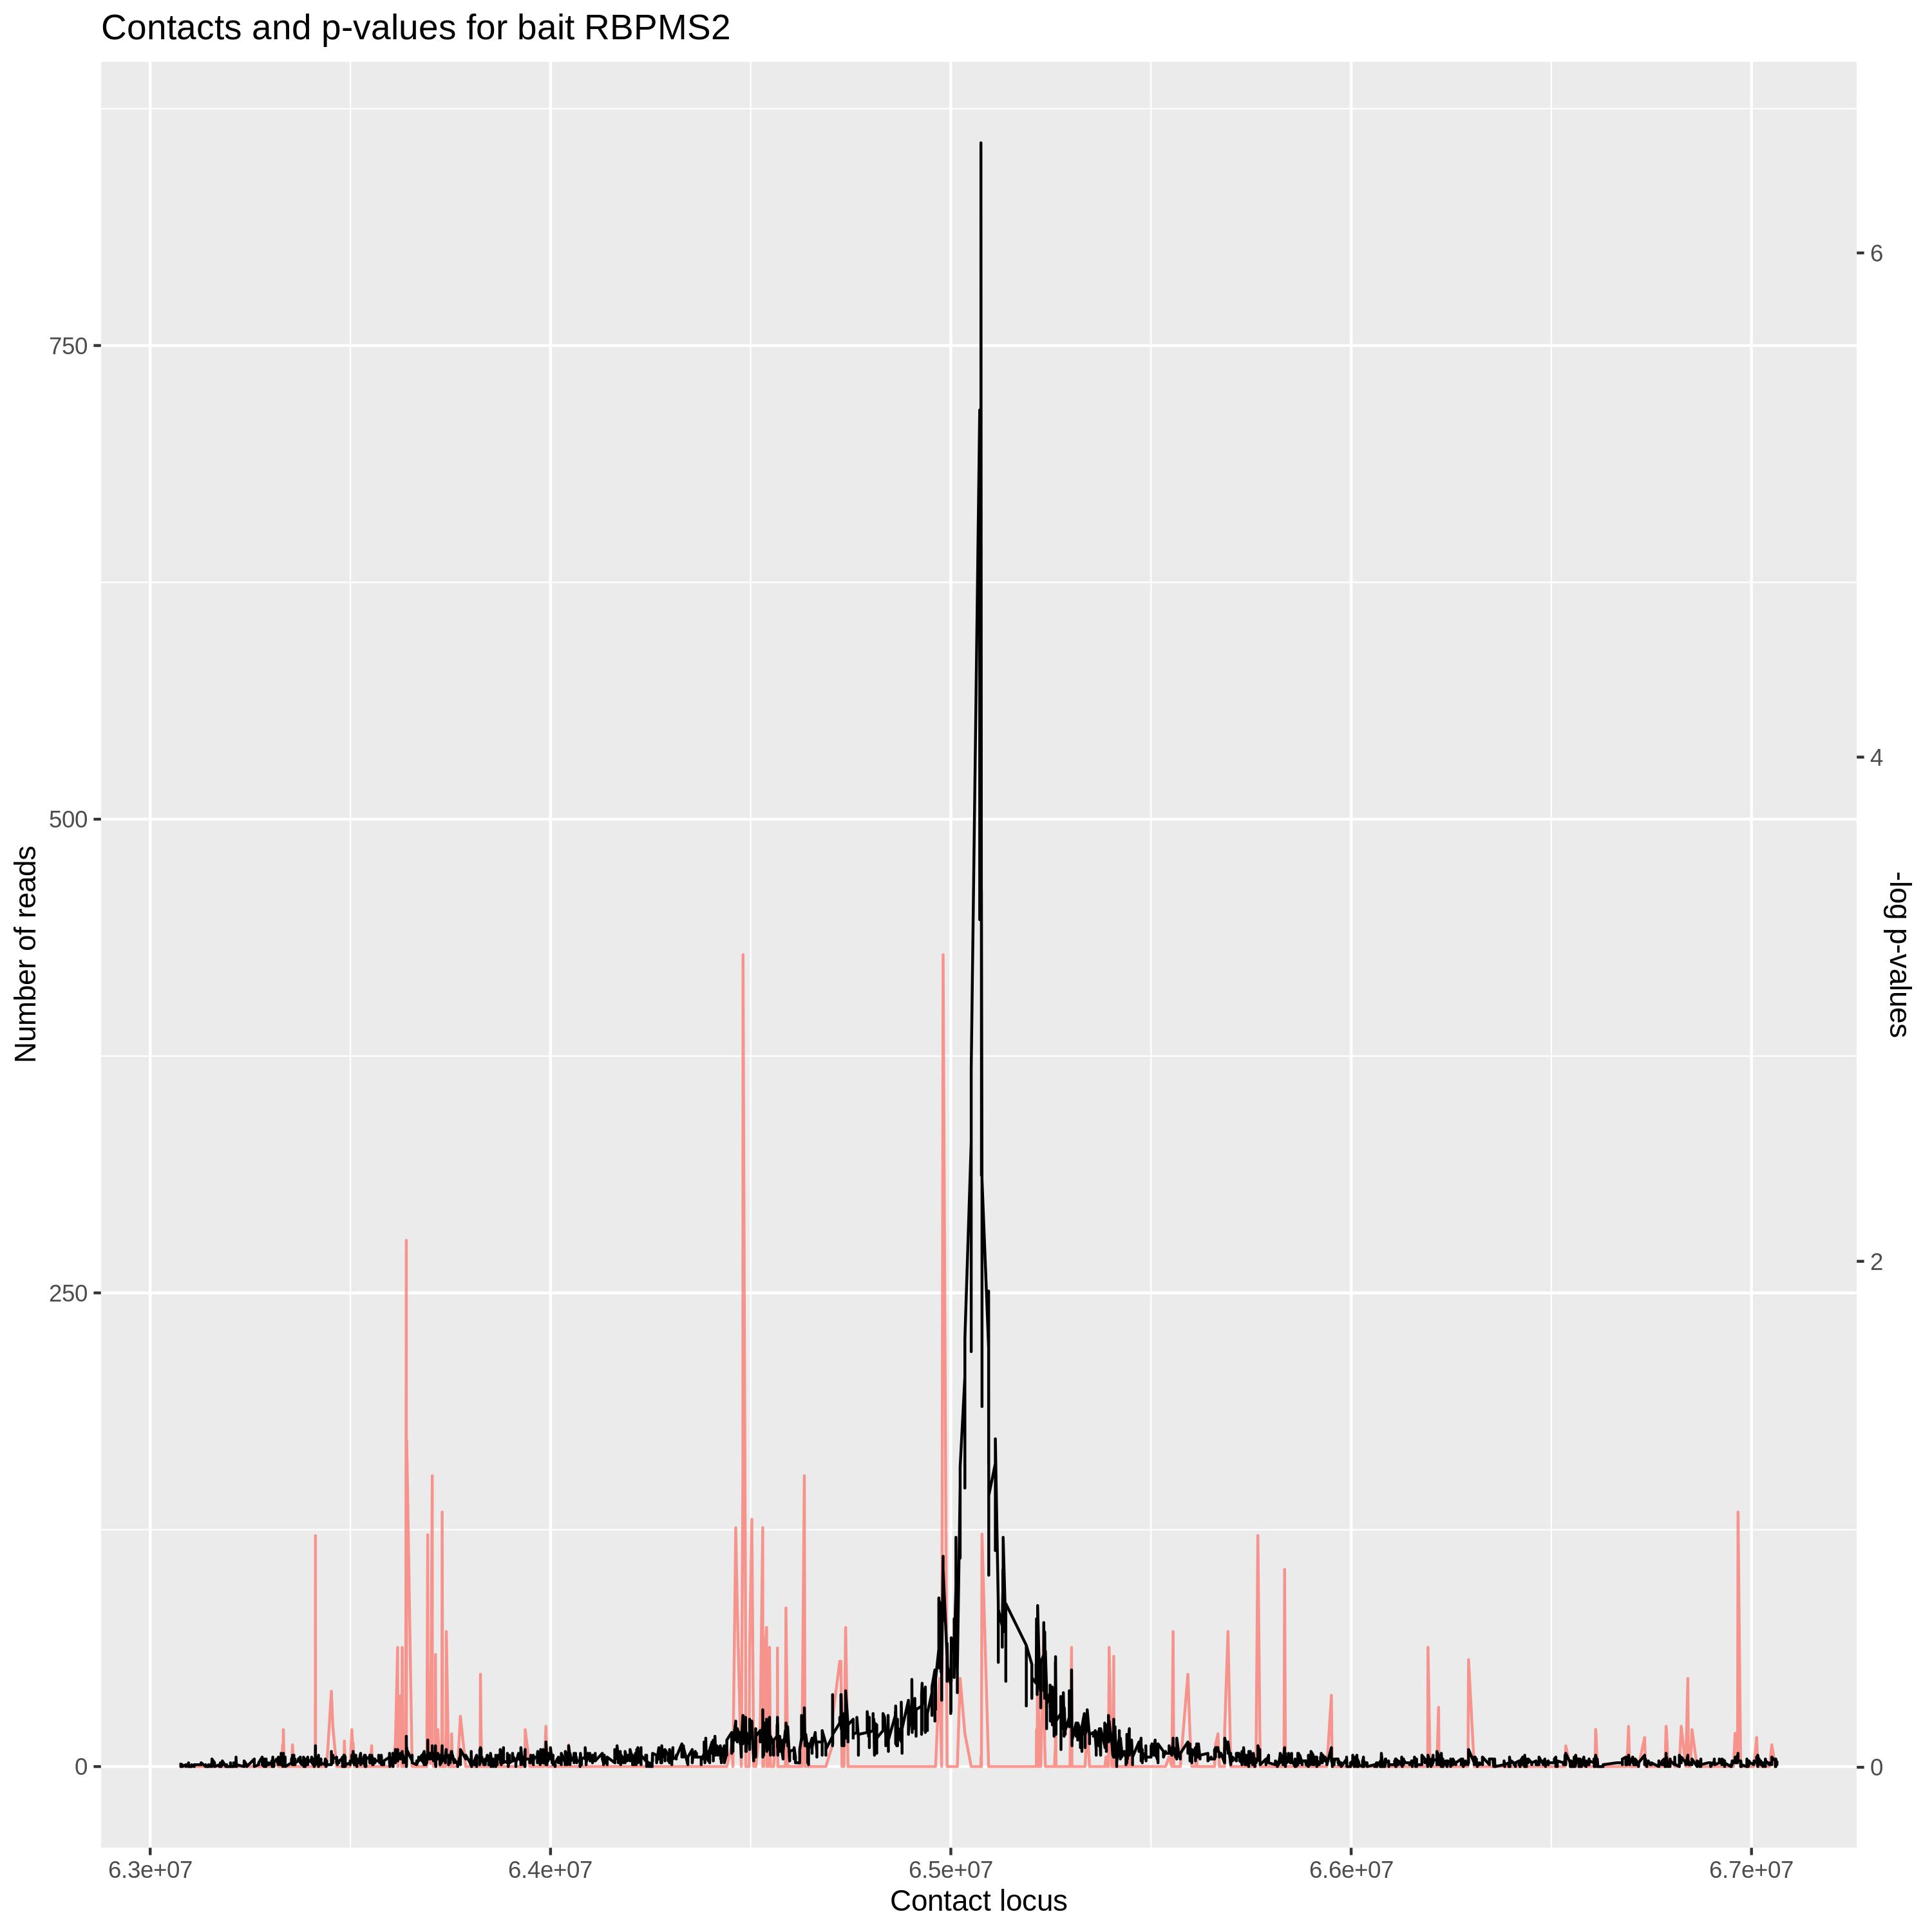 Contacts and p-values for bait RBPMS2
750
500
250
0
Number of reads
6
4
2
0
-log p-values
6.3e+07
6.4e+07
6.5e+07
6.6e+07
6.7e+07
Contact locus